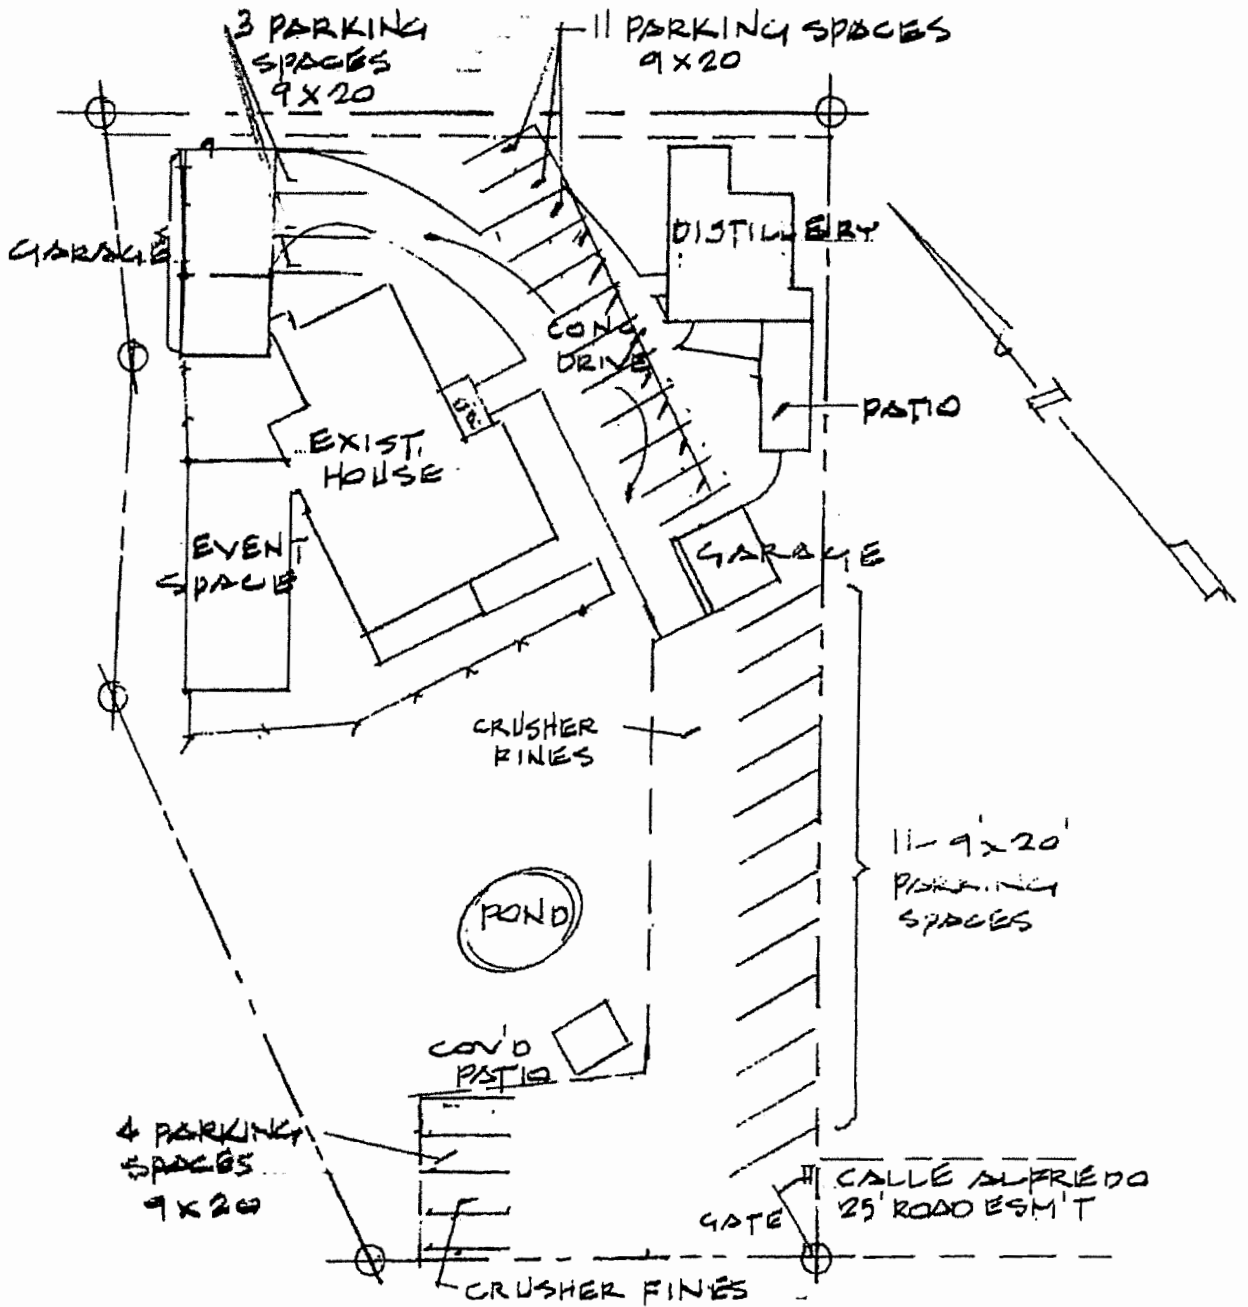 3 PARKING
SPACES
9 X 20
11 PARKING SPACES
9 X 20
GARAGE
DISTILLERY
CONC
DRIVE
PATIO
EXIST.
HOUSE
EVENT
SPACE
GARAGE
CRUSHER
FINES
11- 9' x 20'
PARKING
SPACES
POND
COV'D
PATIO
4 PARKING
SPACES
9 X 20
CALLE ALFREDO
25' ROAD ESM'T
GATE
CRUSHER FINES